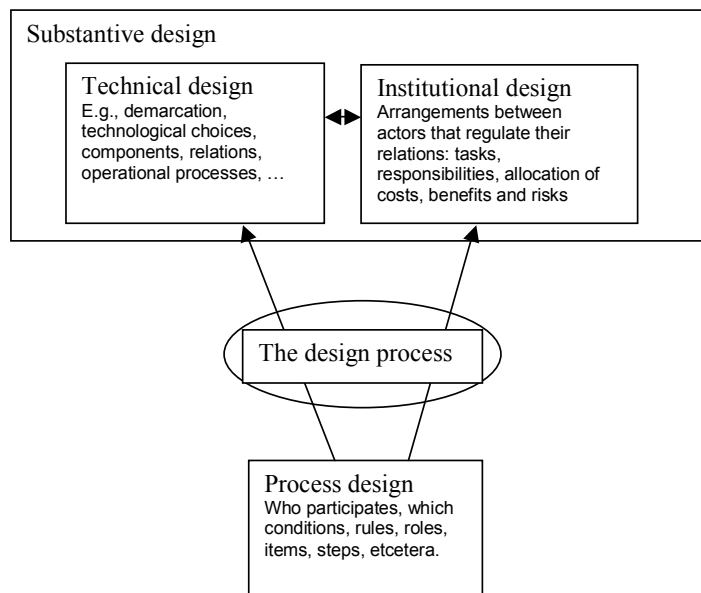 Substantive design
Technical design
E.g., demarcation,
technological choices,
components, relations,
operational processes, …
Institutional design
Arrangements between
actors that regulate their
relations: tasks,
responsibilities, allocation of
costs, benefits and risks
The design process
Process design
Who participates, which
conditions, rules, roles,
items, steps, etcetera.